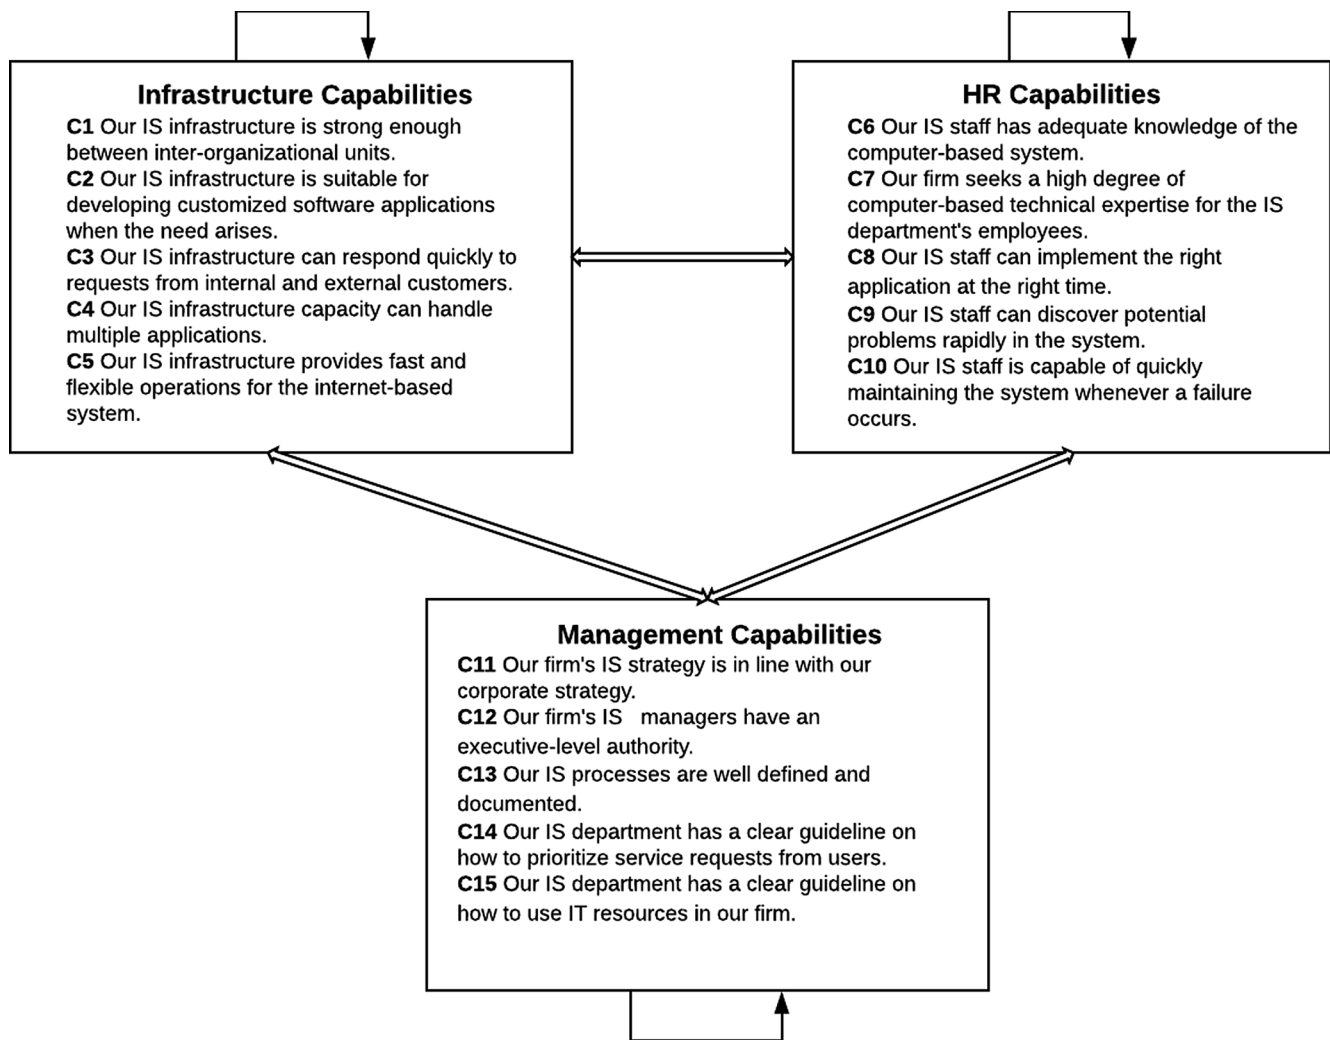 Infrastructure Capabilities
C1 Our IS infrastructure is strong enough
between inter-organizational units.
C2 Our IS infrastructure is suitable for
developing customized software applications
when the need arises.
C3 Our IS infrastructure can respond quickly to
requests from internal and external customers.
C4 Our IS infrastructure capacity can handle
multiple applications.
C5 Our IS infrastructure provides fast and
flexible operations for the internet-based
system.
HR Capabilities
C6 Our IS staff has adequate knowledge of the
computer-based system.
C7 Our firm seeks a high degree of
computer-based technical expertise for the IS
department's employees.
C8 Our IS staff can implement the right
application at the right time.
C9 Our IS staff can discover potential
problems rapidly in the system.
C10 Our IS staff is capable of quickly
maintaining the system whenever a failure
occurs.
Management Capabilities
C11 Our firm's IS strategy is in line with our
corporate strategy.
C12 Our firm's IS managers have an
executive-level authority.
C13 Our IS processes are well defined and
documented.
C14 Our IS department has a clear guideline on
how to prioritize service requests from users.
C15 Our IS department has a clear guideline on
how to use IT resources in our firm.